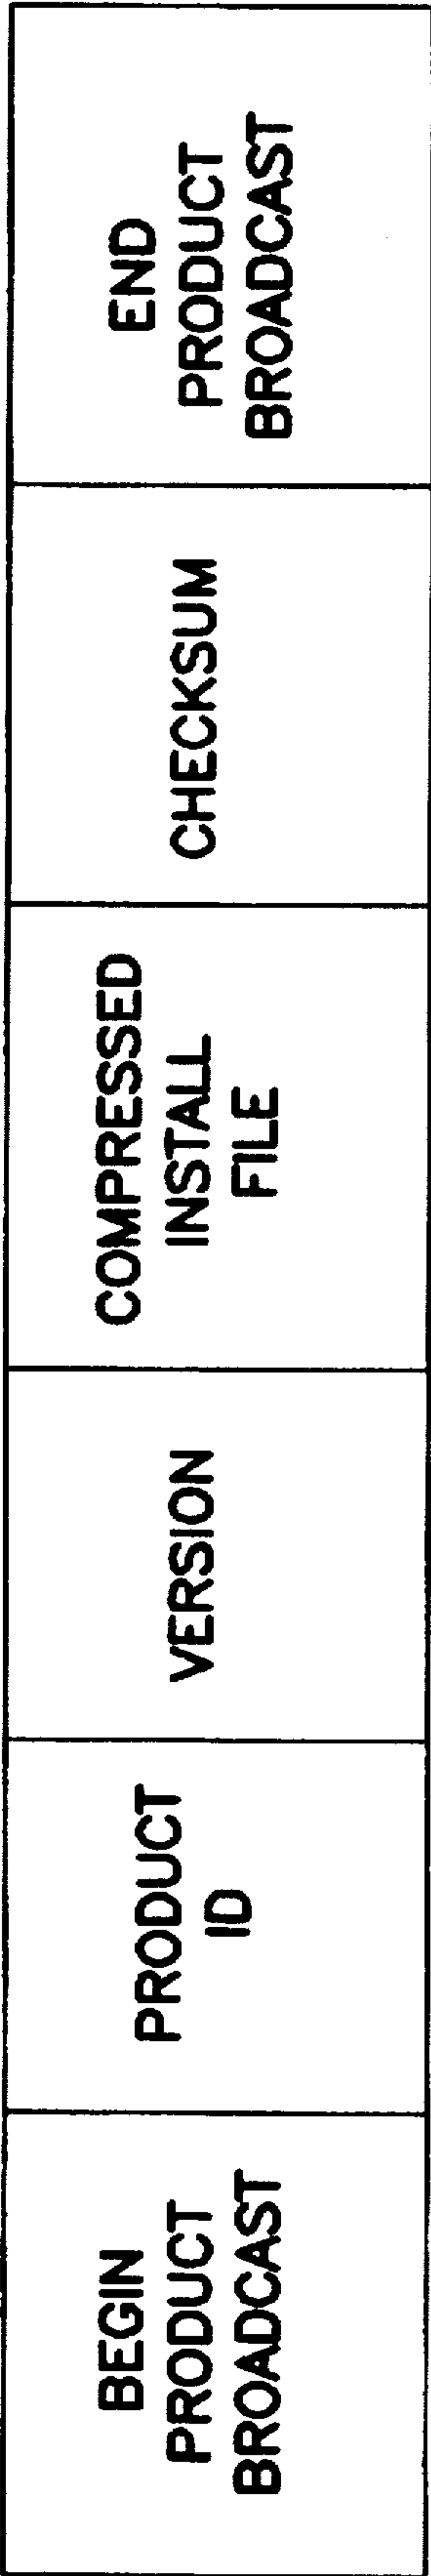 BEGIN
PRODUCT
BROADCAST
PRODUCT
ID
VERSION
COMPRESSED
INSTALL
FILE
CHECKSUM
END
PRODUCT
BROADCAST